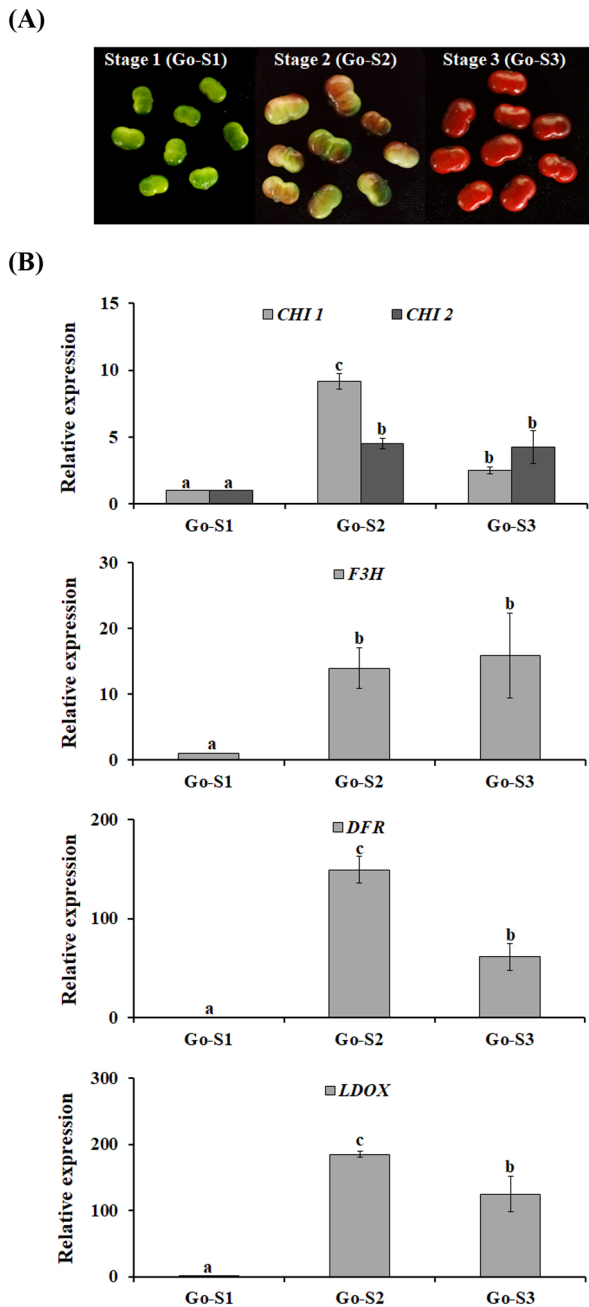 (A)
Stage 1 (Go-S1) Stage 2 (Go-S2) Stage 3 (Go-S3)
(B)
CHI 1 CHI 2
Relative expression
15
10
5
0
a a
c
b
b
b
Go-S1 Go-S2 Go-S3
F3H
Relative expression
30
20
10
0
a
b
b
Go-S1 Go-S2 Go-S3
DFR
Relative expression
200
100
0
a
c
b
Go-S1 Go-S2 Go-S3
LDOX
Relative expression
300
200
100
0
a
c
b
Go-S1 Go-S2 Go-S3